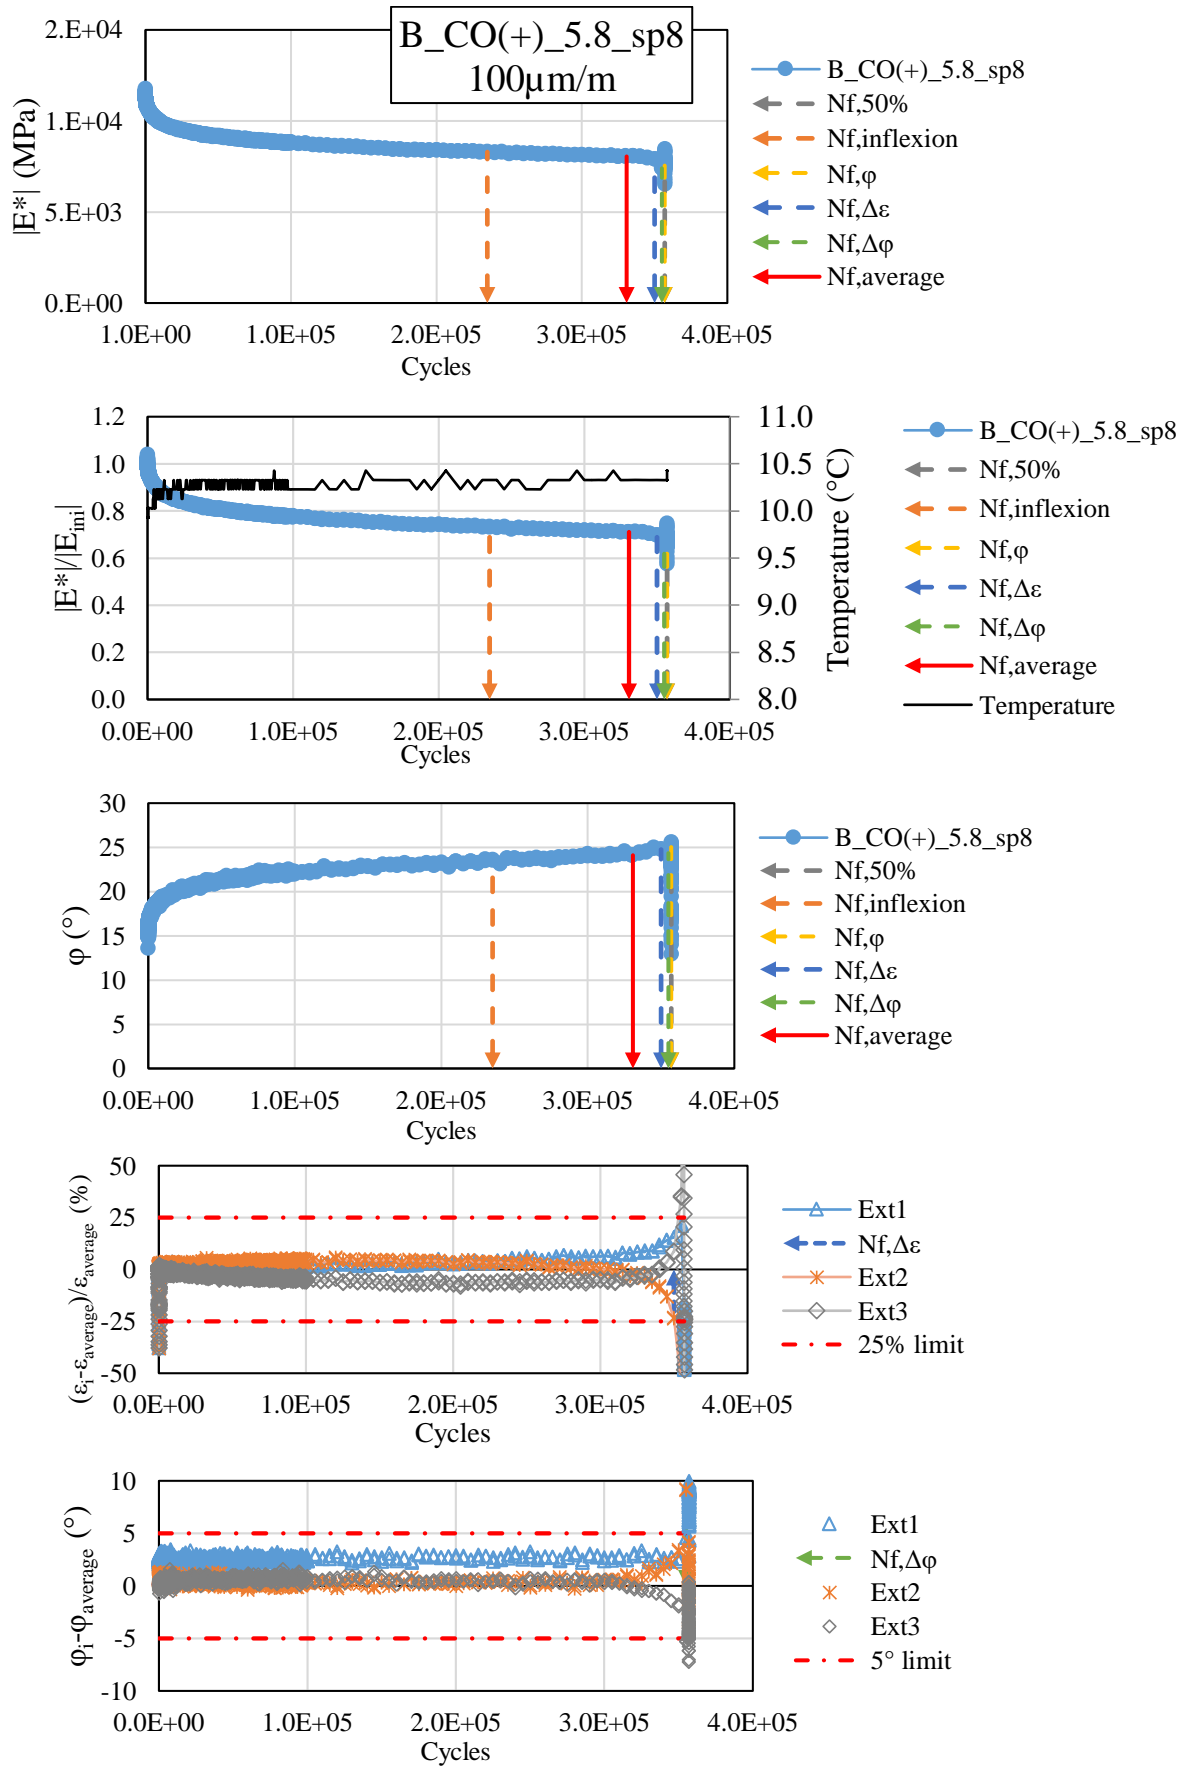 B_CO(+)_5.8_sp8
100µm/m
2.E+04
1.E+04
5.E+03
0.E+00
|E*| (MPa)
1.0E+00
1.0E+05
2.0E+05
3.0E+05
4.0E+05
Cycles
B_CO(+)_5.8_sp8
Nf,50%
Nf,inflexion
Nf,φ
Nf,Δε
Nf,Δφ
Nf,average
1.2
1.0
0.8
0.6
0.4
0.2
0.0
|E*|/|E_ini|
11.0
10.5
10.0
9.5
9.0
8.5
8.0
Temperature (°C)
0.0E+00
1.0E+05
2.0E+05
3.0E+05
4.0E+05
Cycles
B_CO(+)_5.8_sp8
Nf,50%
Nf,inflexion
Nf,φ
Nf,Δε
Nf,Δφ
Nf,average
Temperature
30
25
20
15
10
5
0
φ (°)
0.0E+00
1.0E+05
2.0E+05
3.0E+05
4.0E+05
Cycles
B_CO(+)_5.8_sp8
Nf,50%
Nf,inflexion
Nf,φ
Nf,Δε
Nf,Δφ
Nf,average
50
25
0
-25
-50
(ε_i-ε_average)/ε_average (%)
0.0E+00
1.0E+05
2.0E+05
3.0E+05
4.0E+05
Cycles
Ext1
Nf,Δε
Ext2
Ext3
25% limit
10
5
0
-5
-10
φ_i-φ_average (°)
0.0E+00
1.0E+05
2.0E+05
3.0E+05
4.0E+05
Cycles
Ext1
Nf,Δφ
Ext2
Ext3
5° limit